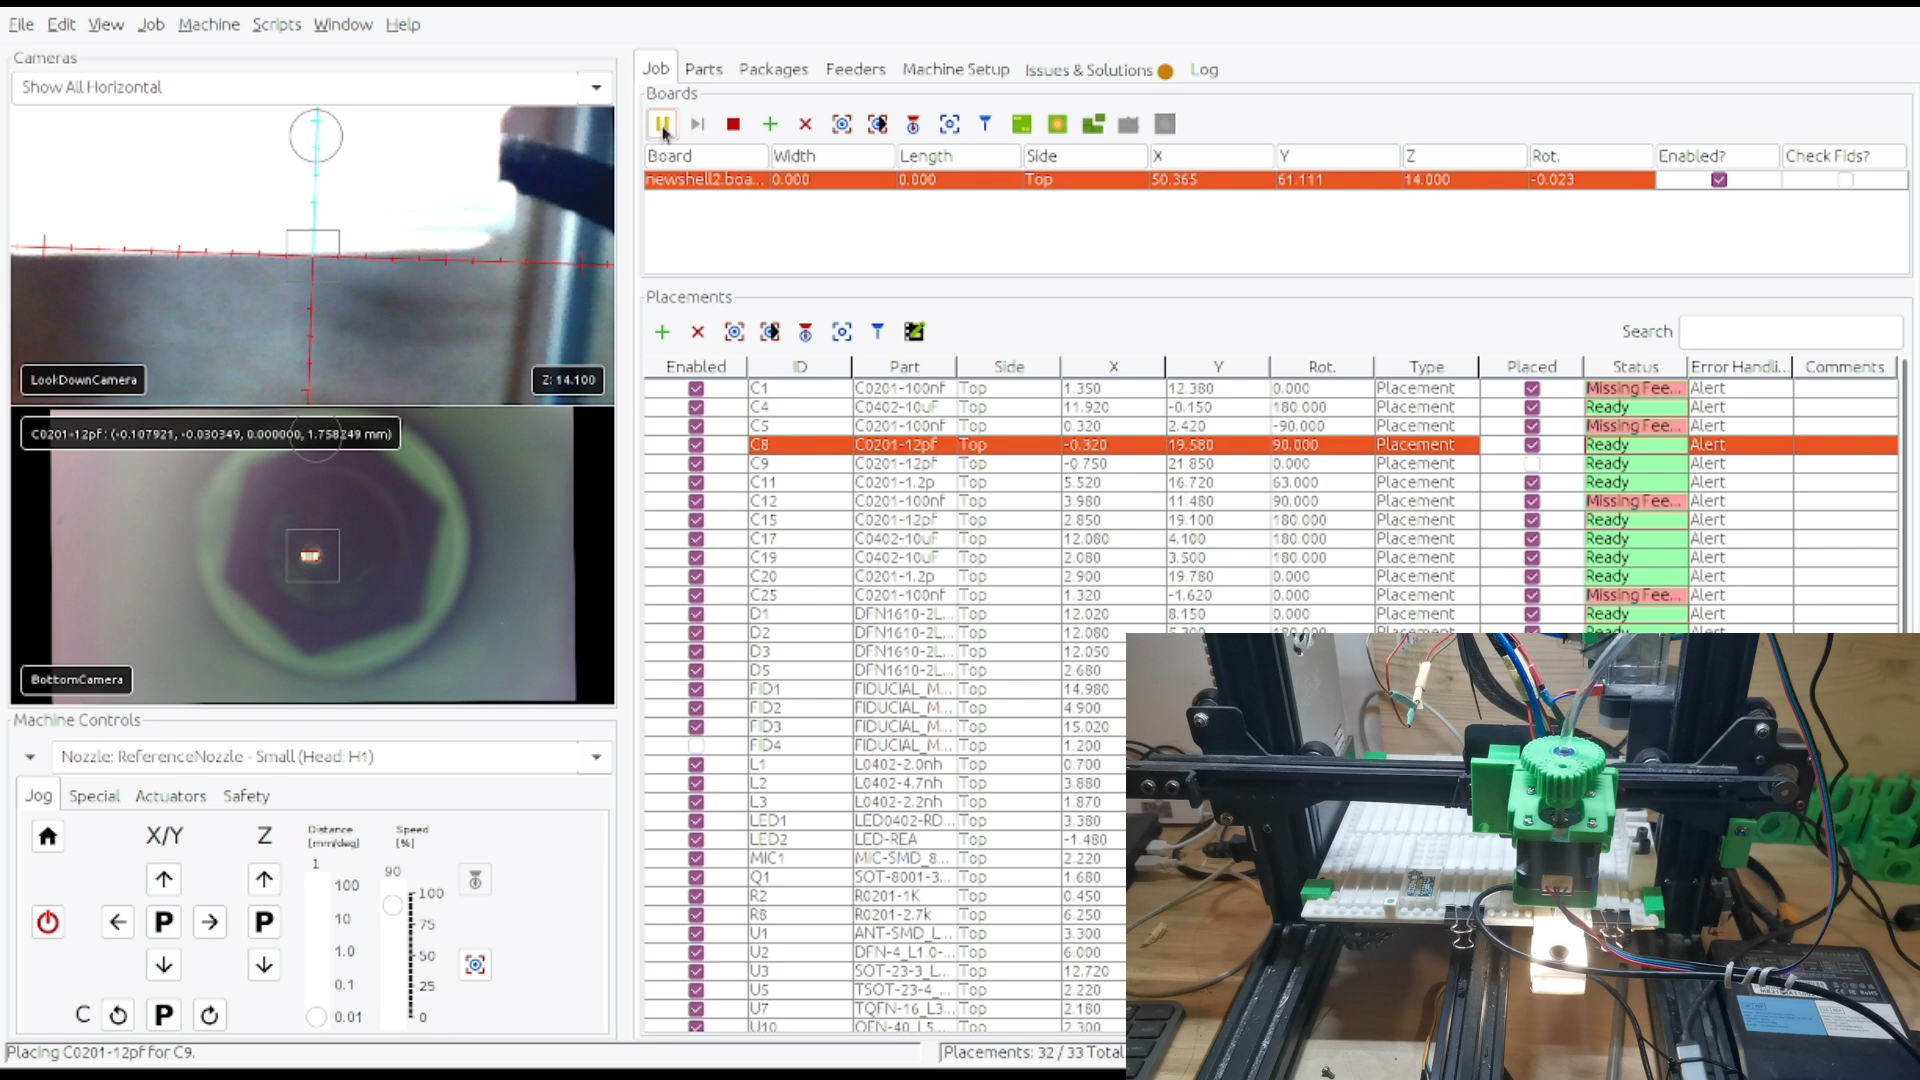 File Edit View Job Machine Scripts Window Help
Cameras
Show All Horizontal
LookDownCamera
Z: 14.100
C0201-12pf: (-0.107921, -0.030349, 0.000000, 1.758249 mm)
BottomCamera
Machine Controls
Nozzle: ReferenceNozzle - Small (Head: H1)
Jog Special Actuators Safety
X/Y Z Distance [mm/deg] Speed [%]
1 90
100 100
10 75
1.0 50
0.1 25
0.01 0
P P
C P
Placing C0201-12pf for C9.
Placements: 32 / 33 Total
Job Parts Packages Feeders Machine Setup Issues & Solutions Log
Boards
Board Width Length Side X Y Z Rot. Enabled? Check Fids?
newshell2.boa... 0.000 0.000 Top 50.365 61.111 14.000 -0.023
Placements
Search
Enabled ID Part Side X Y Rot. Type Placed Status Error Handli... Comments
C1 C0201-100nf Top 1.350 12.380 0.000 Placement Missing Fee... Alert
C4 C0402-10uF Top 11.920 -0.150 180.000 Placement Ready Alert
C5 C0201-100nf Top 0.320 2.420 -90.000 Placement Missing Fee... Alert
C8 C0201-12pf Top -0.320 19.580 90.000 Placement Ready Alert
C9 C0201-12pf Top -0.750 21.850 0.000 Placement Ready Alert
C11 C0201-1.2p Top 5.520 16.720 63.000 Placement Ready Alert
C12 C0201-100nf Top 3.980 11.480 90.000 Placement Missing Fee... Alert
C15 C0201-12pf Top 2.850 19.100 180.000 Placement Ready Alert
C17 C0402-10uF Top 12.080 4.100 180.000 Placement Ready Alert
C19 C0402-10uF Top 2.080 3.500 180.000 Placement Ready Alert
C20 C0201-1.2p Top 2.900 19.780 0.000 Placement Ready Alert
C25 C0201-100nf Top 1.320 -1.620 0.000 Placement Missing Fee... Alert
D1 DFN1610-2L... Top 12.020 8.150 0.000 Placement Ready Alert
D2 DFN1610-2L... Top 12.080 5.300 180.000 Placement Ready Alert
D3 DFN1610-2L... Top 12.050
D5 DFN1610-2L... Top 2.680
FID1 FIDUCIAL_M... Top 14.980
FID2 FIDUCIAL_M... Top 4.900
FID3 FIDUCIAL_M... Top 15.020
FID4 FIDUCIAL_M... Top 1.200
L1 L0402-2.0nh Top 0.700
L2 L0402-4.7nh Top 3.880
L3 L0402-2.2nh Top 1.870
LED1 LED0402-RD... Top 3.380
LED2 LED-REA Top -1.480
MIC1 MIC-SMD_8... Top 2.220
Q1 SOT-8001-3... Top 1.680
R2 R0201-1K Top 0.450
R8 R0201-2.7k Top 6.250
U1 ANT-SMD_L... Top 3.300
U2 DFN-4_L1.0-... Top 6.000
U3 SOT-23-3_L... Top 12.720
U5 TSOT-23-4_... Top 2.220
U7 TQFN-16_L3... Top 2.180
U10 QFN-40_L5... Top 2.300